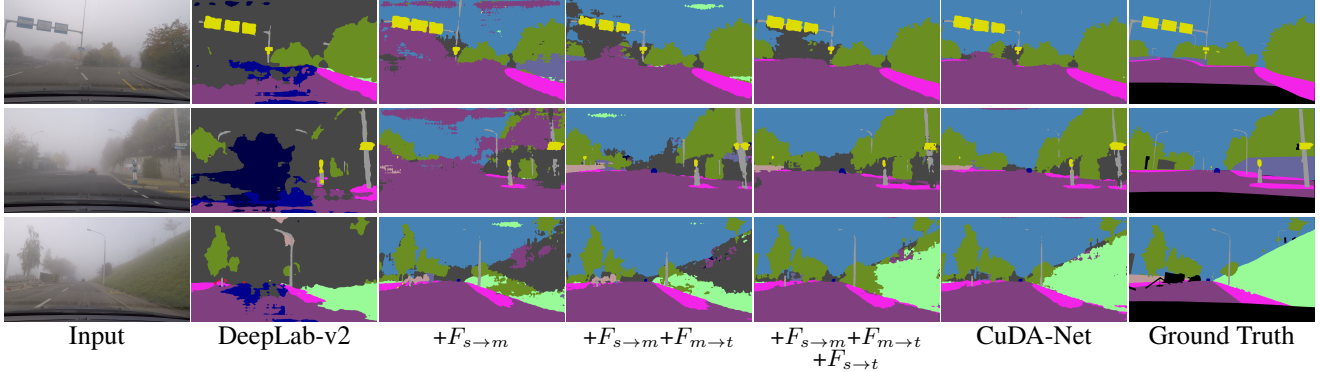 Input DeepLab-v2 +F_{s→m} +F_{s→m}+F_{m→t} +F_{s→m}+F_{m→t} CuDA-Net Ground Truth
+F_{s→t}